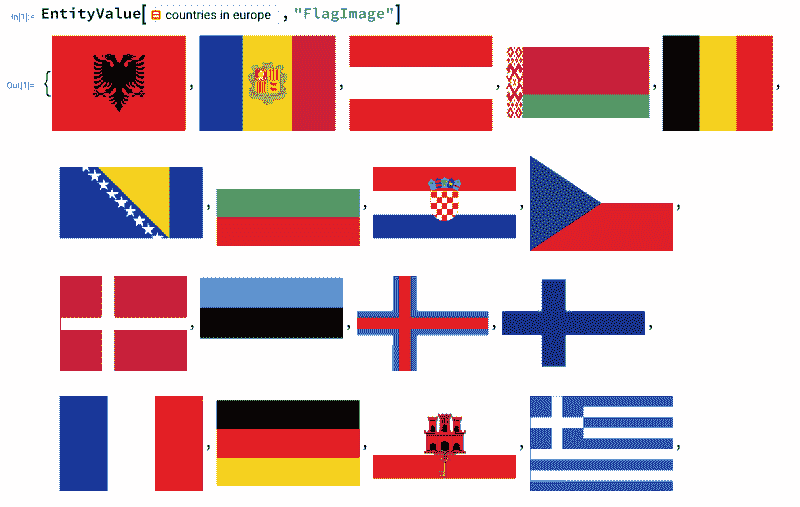 In[1]:= EntityValue[countries in europe, "FlagImage"]
Out[1]= {